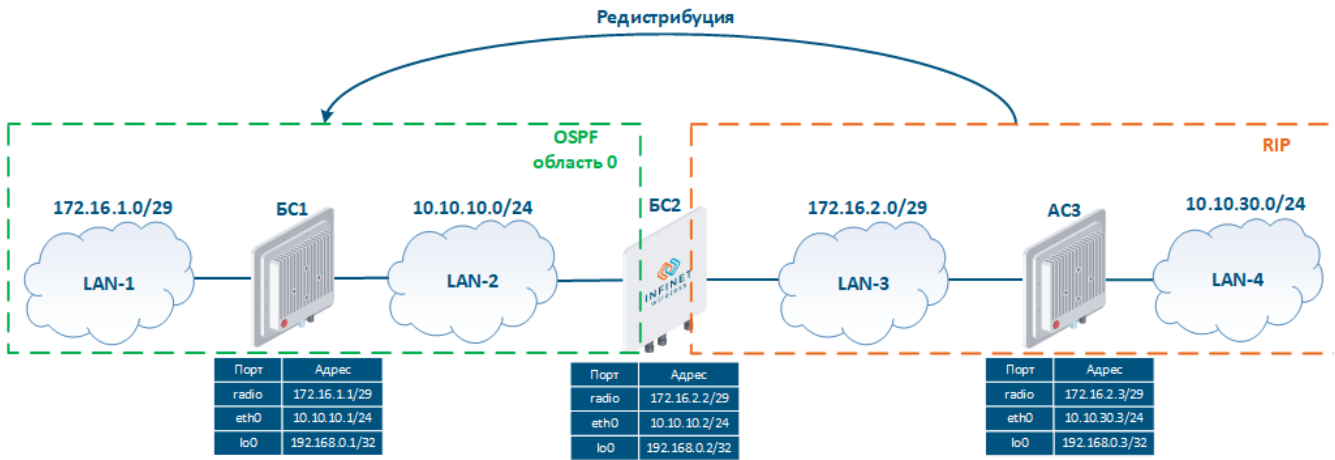 Редистрибуция
OSPF
область 0
RIP
172.16.1.0/29
БС1
10.10.10.0/24
БС2
172.16.2.0/29
АС3
10.10.30.0/24
LAN-1
LAN-2
INFINET
wireless
LAN-3
LAN-4
Порт Адрес
radio 172.16.1.1/29
eth0 10.10.10.1/24
lo0 192.168.0.1/32
Порт Адрес
radio 172.16.2.2/29
eth0 10.10.10.2/24
lo0 192.168.0.2/32
Порт Адрес
radio 172.16.2.3/29
eth0 10.10.30.3/24
lo0 192.168.0.3/32